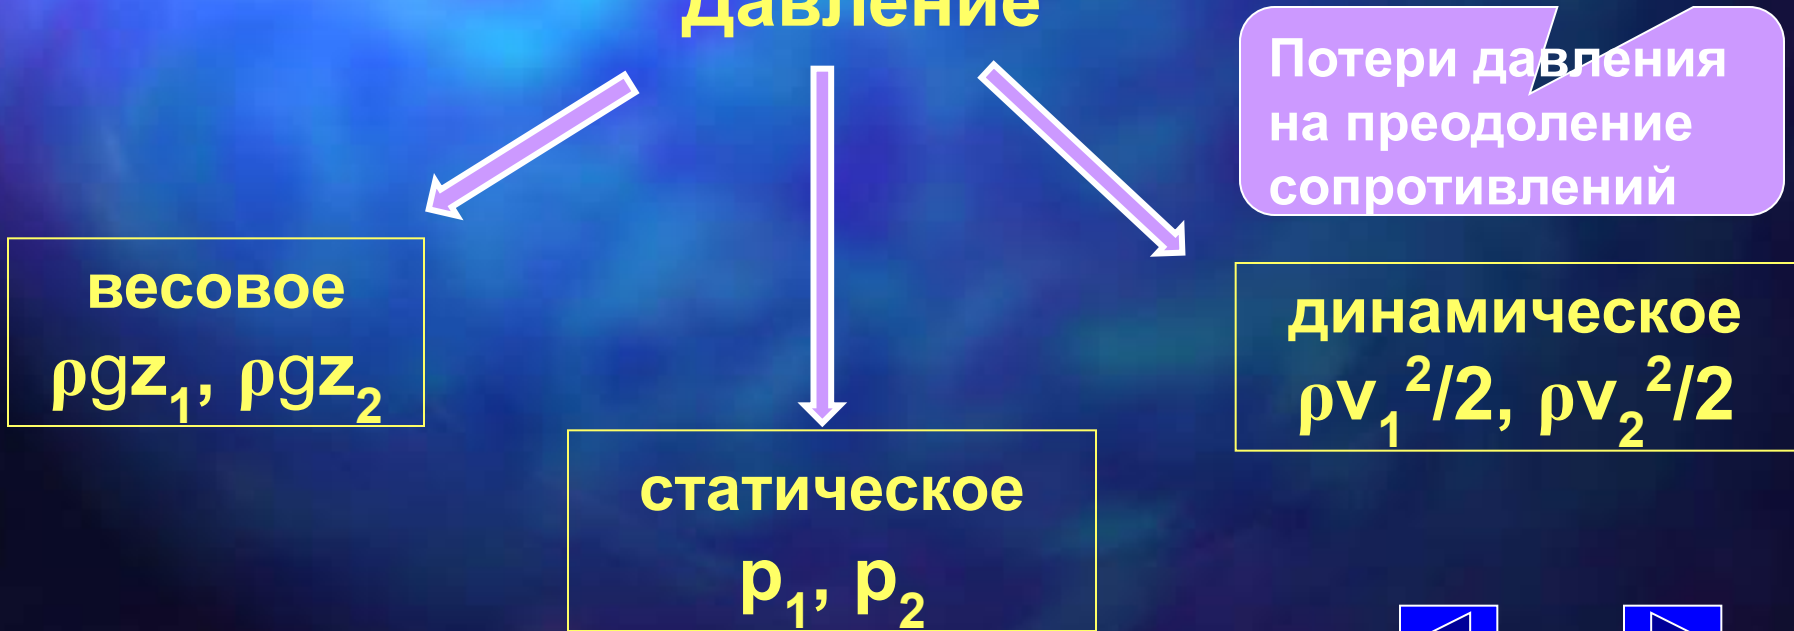 Давление
Потери давления
на преодоление
сопротивлений
весовое
ρgz₁, ρgz₂
динамическое
ρv₁²/2, ρv₂²/2
статическое
p₁, p₂